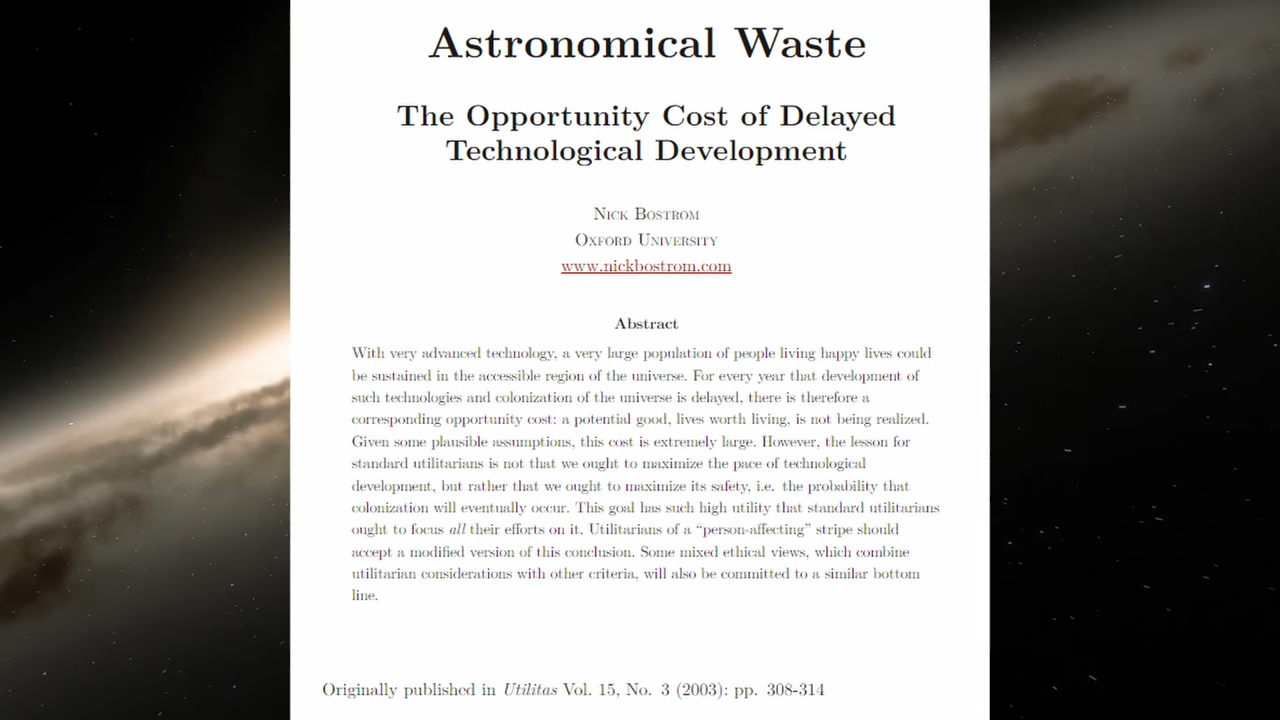 Astronomical Waste
The Opportunity Cost of Delayed
Technological Development
Nick Bostrom
Oxford University
www.nickbostrom.com
Abstract
With very advanced technology, a very large population of people living happy lives could
be sustained in the accessible region of the universe. For every year that development of
such technologies and colonization of the universe is delayed, there is therefore a
corresponding opportunity cost: a potential good, lives worth living, is not being realized.
Given some plausible assumptions, this cost is extremely large. However, the lesson for
standard utilitarians is not that we ought to maximize the pace of technological
development, but rather that we ought to maximize its safety, i.e. the probability that
colonization will eventually occur. This goal has such high utility that standard utilitarians
ought to focus all their efforts on it. Utilitarians of a “person-affecting” stripe should
accept a modified version of this conclusion. Some mixed ethical views, which combine
utilitarian considerations with other criteria, will also be committed to a similar bottom
line.
Originally published in Utilitas Vol. 15, No. 3 (2003): pp. 308-314